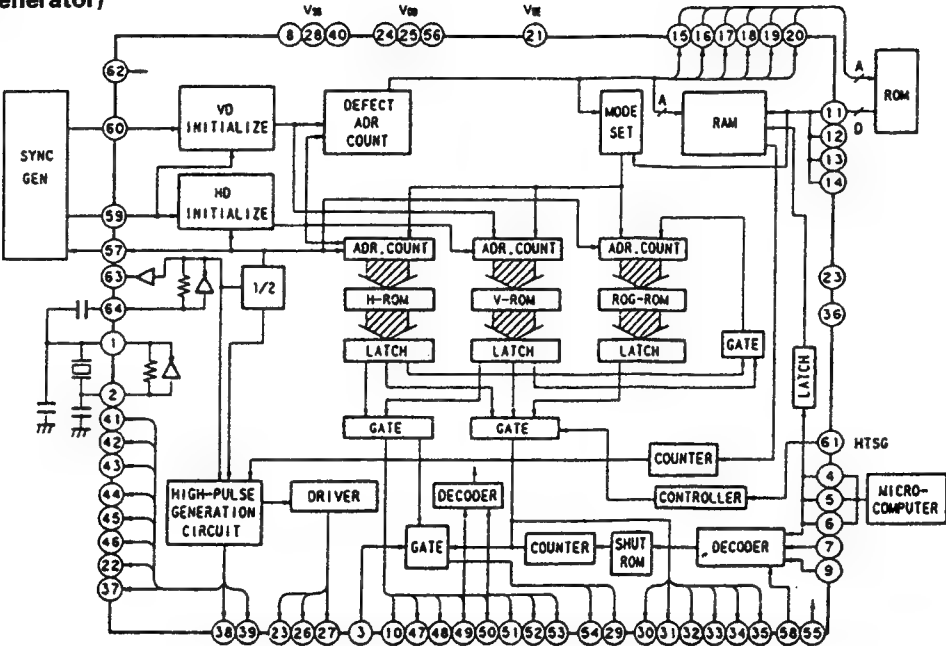 enerator)
VSS VDD VEE
8 28 40 24 25 56 21 15 16 17 18 19 20
62
A
ROM
VD
INITIALIZE
DEFECT
ADR
COUNT
MODE
SET
A
RAM
11
D
60
12
SYNC
GEN
13
14
HD
INITIALIZE
59
57
ADR.COUNT ADR.COUNT ADR.COUNT
63
1/2
23
64
H-ROM V-ROM ROG-ROM
36
1
LATCH LATCH LATCH
GATE
LATCH
2
41
GATE GATE
61 HTSG
42
43
COUNTER
4
44
HIGH-PULSE
GENERATION
CIRCUIT
DRIVER
DECODER
CONTROLLER
5
MICRO-
COMPUTER
45
6
46
GATE
COUNTER
SHUT
ROM
DECODER
7
22
9
37
38 39 23 26 27 3 10 47 48 49 50 51 52 53 54 29 30 31 32 33 34 35 58 55